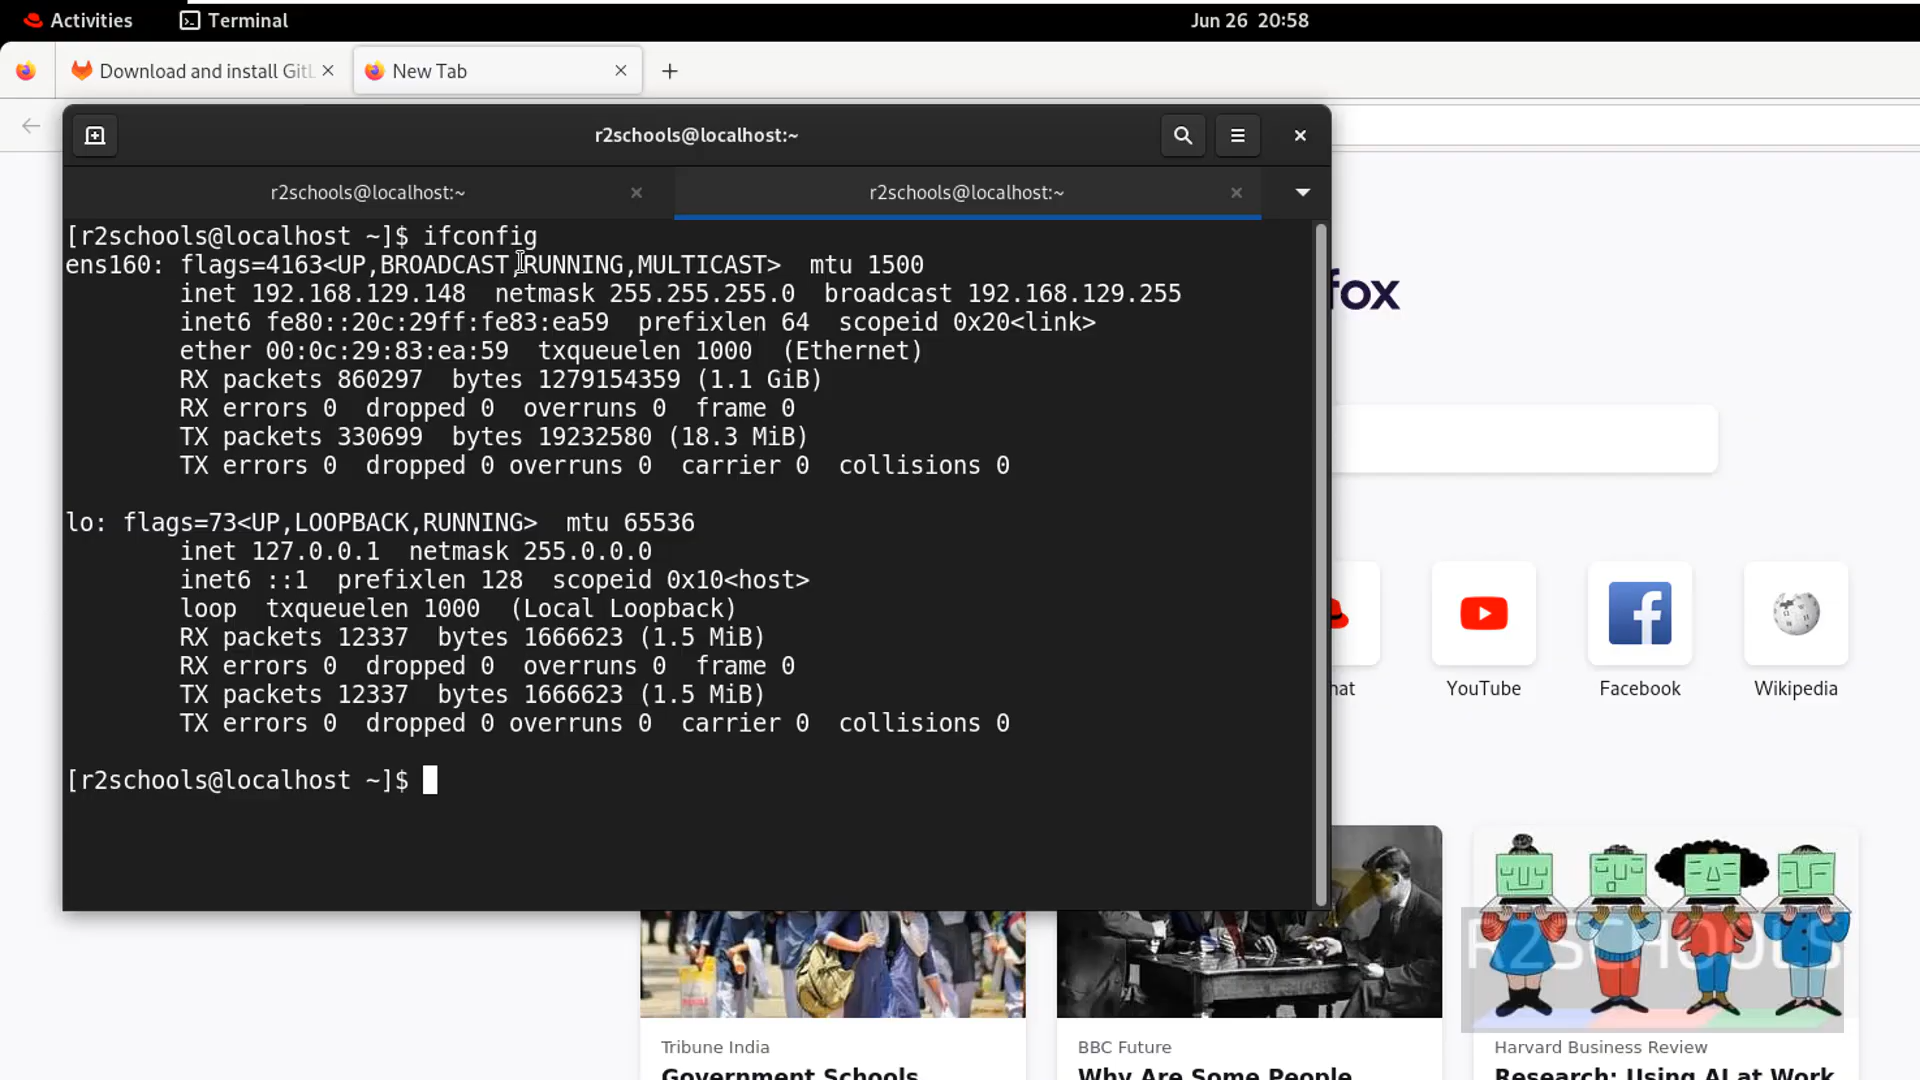 Activities
Terminal
Jun 26 20:58
Download and install GitL
New Tab
r2schools@localhost:~
r2schools@localhost:~
r2schools@localhost:~
[r2schools@localhost ~]$ ifconfig
ens160: flags=4163<UP,BROADCAST,RUNNING,MULTICAST>  mtu 1500
        inet 192.168.129.148  netmask 255.255.255.0  broadcast 192.168.129.255
        inet6 fe80::20c:29ff:fe83:ea59  prefixlen 64  scopeid 0x20<link>
        ether 00:0c:29:83:ea:59  txqueuelen 1000  (Ethernet)
        RX packets 860297  bytes 1279154359 (1.1 GiB)
        RX errors 0  dropped 0  overruns 0  frame 0
        TX packets 330699  bytes 19232580 (18.3 MiB)
        TX errors 0  dropped 0 overruns 0  carrier 0  collisions 0
lo: flags=73<UP,LOOPBACK,RUNNING>  mtu 65536
        inet 127.0.0.1  netmask 255.0.0.0
        inet6 ::1  prefixlen 128  scopeid 0x10<host>
        loop  txqueuelen 1000  (Local Loopback)
        RX packets 12337  bytes 1666623 (1.5 MiB)
        RX errors 0  dropped 0  overruns 0  frame 0
        TX packets 12337  bytes 1666623 (1.5 MiB)
        TX errors 0  dropped 0 overruns 0  carrier 0  collisions 0
[r2schools@localhost ~]$
fox
hat
YouTube
Facebook
Wikipedia
R2SCHOOLS
Tribune India
Government Schools
BBC Future
Why Are Some People
Harvard Business Review
Research: Using AI at Work